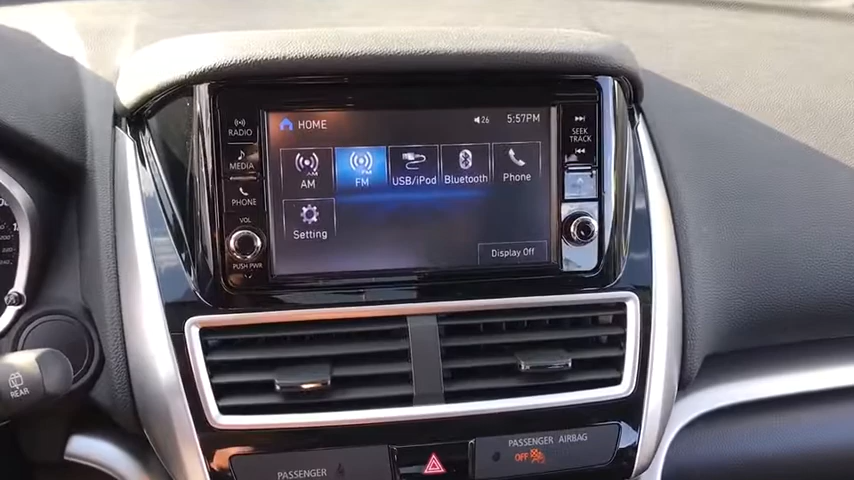 RADIO
MEDIA
PHONE
VOL
PUSH PWR
HOME
26
5:57PM
AM
FM
USB/iPod
Bluetooth
Phone
Setting
Display Off
SEEK
TRACK
REAR
PASSENGER
PASSENGER AIRBAG
OFF